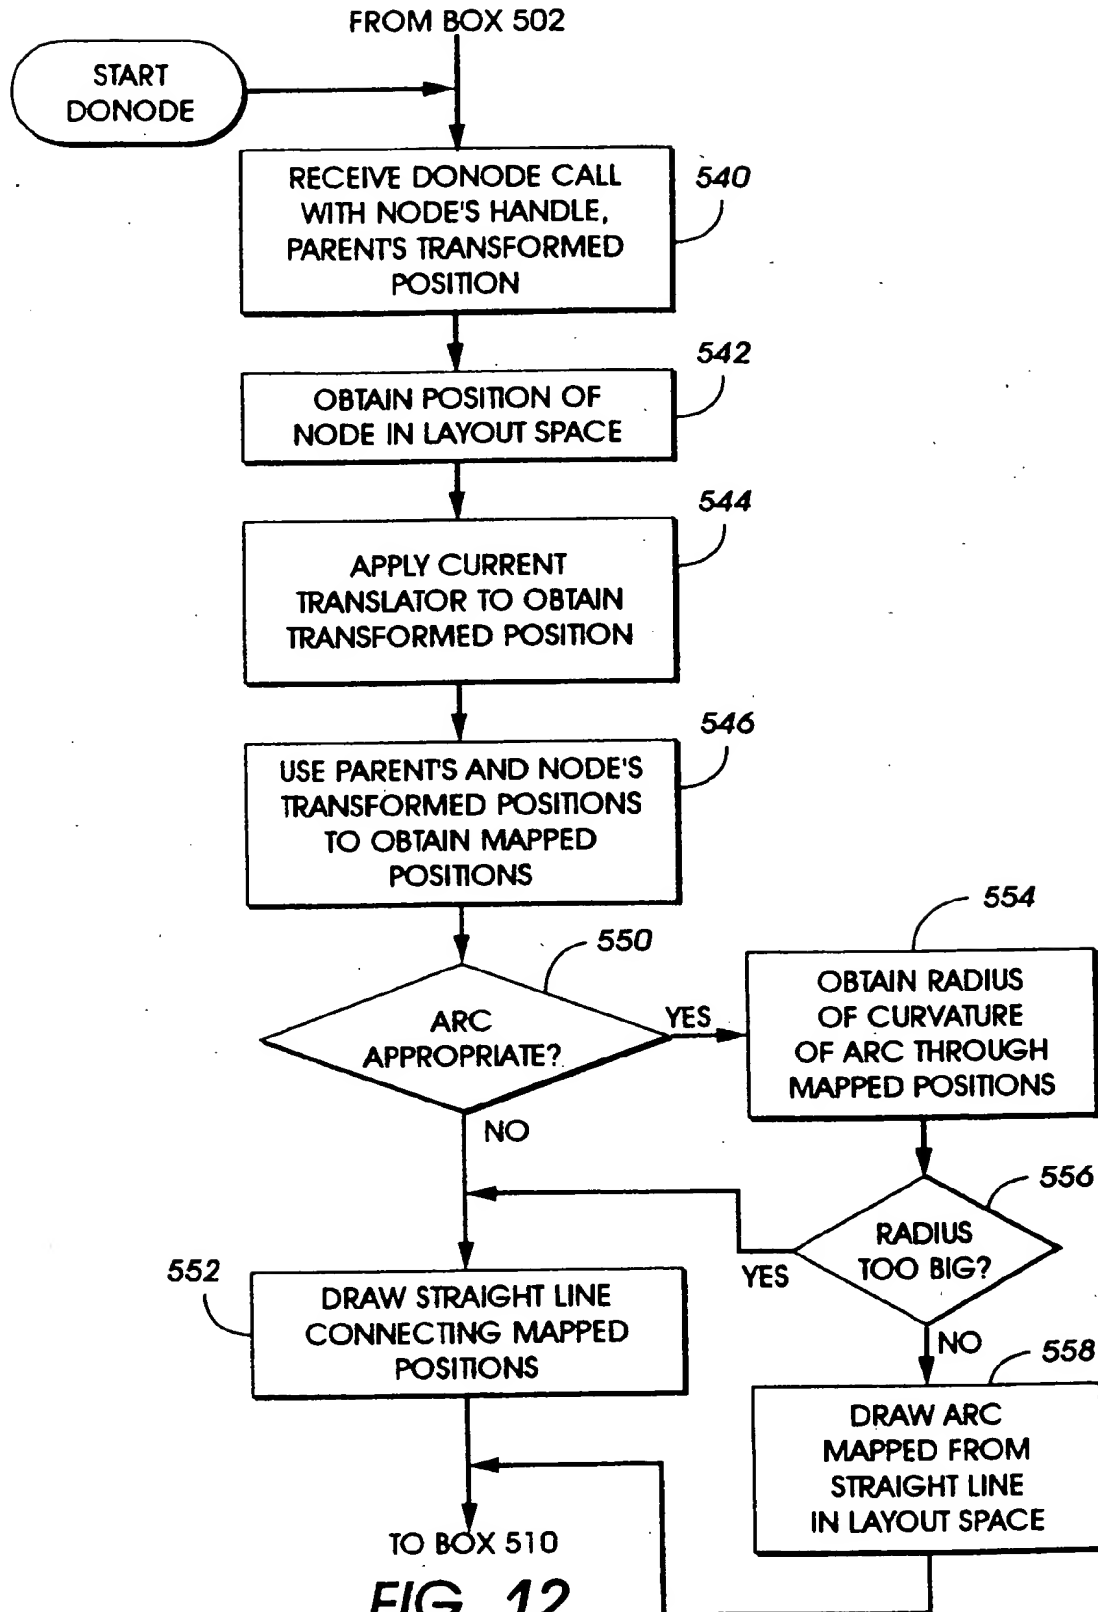 FROM BOX 502
START
DONODE
RECEIVE DONODE CALL
WITH NODE'S HANDLE,
PARENT'S TRANSFORMED
POSITION
540
OBTAIN POSITION OF
NODE IN LAYOUT SPACE
542
APPLY CURRENT
TRANSLATOR TO OBTAIN
TRANSFORMED POSITION
544
USE PARENT'S AND NODE'S
TRANSFORMED POSITIONS
TO OBTAIN MAPPED
POSITIONS
546
ARC
APPROPRIATE?
550
YES
NO
OBTAIN RADIUS
OF CURVATURE
OF ARC THROUGH
MAPPED POSITIONS
554
RADIUS
TOO BIG?
556
YES
NO
552
DRAW STRAIGHT LINE
CONNECTING MAPPED
POSITIONS
DRAW ARC
MAPPED FROM
STRAIGHT LINE
IN LAYOUT SPACE
558
TO BOX 510
FIG. 12